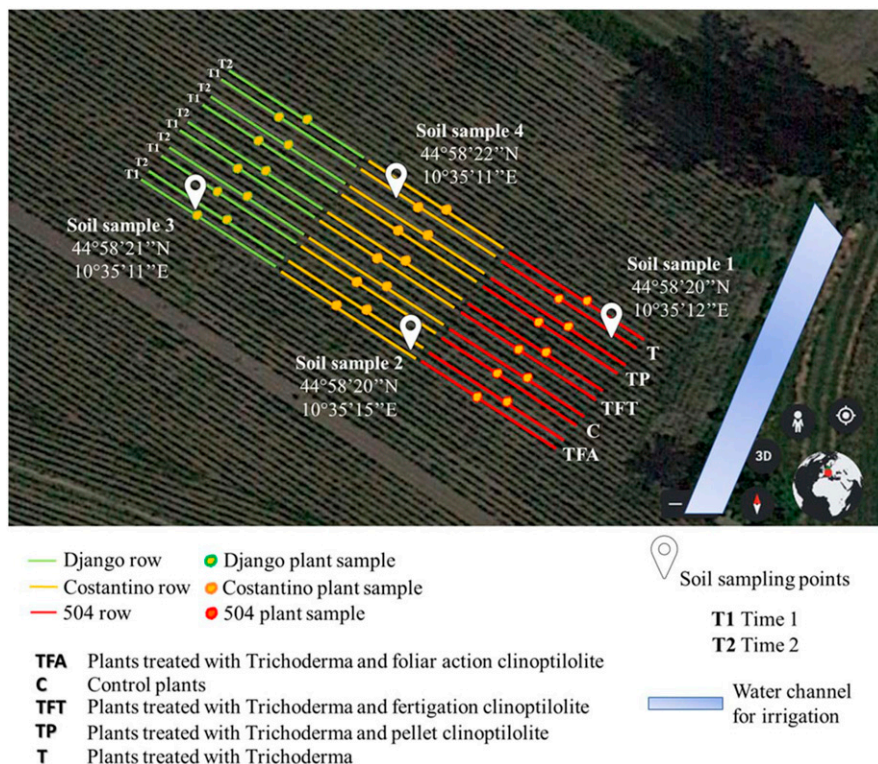 T2
T1
T2
T1
T2
T1
T2
T1
T2
T1
Soil sample 4
44°58’22’’N
10°35’11’’E
Soil sample 3
44°58’21’’N
10°35’11’’E
Soil sample 1
44°58’20’’N
10°35’12’’E
Soil sample 2
44°58’20’’N
10°35’15’’E
T
TP
TFT
C
TFA
3D
Django row
Costantino row
504 row
Django plant sample
Costantino plant sample
504 plant sample
Soil sampling points
T1 Time 1
T2 Time 2
TFA Plants treated with Trichoderma and foliar action clinoptilolite
C Control plants
TFT Plants treated with Trichoderma and fertigation clinoptilolite
TP Plants treated with Trichoderma and pellet clinoptilolite
T Plants treated with Trichoderma
Water channel
for irrigation